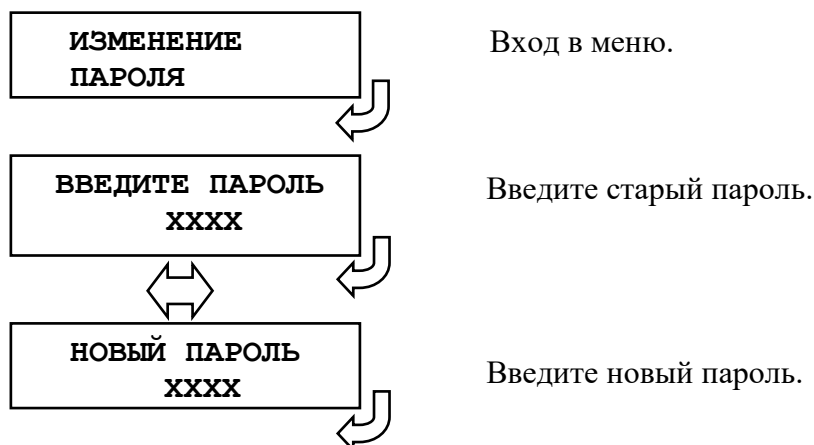 ИЗМЕНЕНИЕ
ПАРОЛЯ
Вход в меню.
ВВЕДИТЕ ПАРОЛЬ
XXXX
Введите старый пароль.
НОВЫЙ ПАРОЛЬ
XXXX
Введите новый пароль.